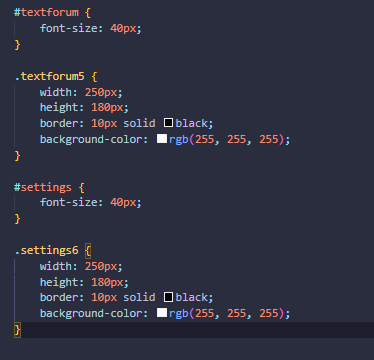 #textforum {
font-size: 40px;
}
.textforum5 {
width: 250px;
height: 180px;
border: 10px solid black;
background-color: rgb(255, 255, 255);
}
#settings {
font-size: 40px;
}
.settings6 {
width: 250px;
height: 180px;
border: 10px solid black;
background-color: rgb(255, 255, 255);
}